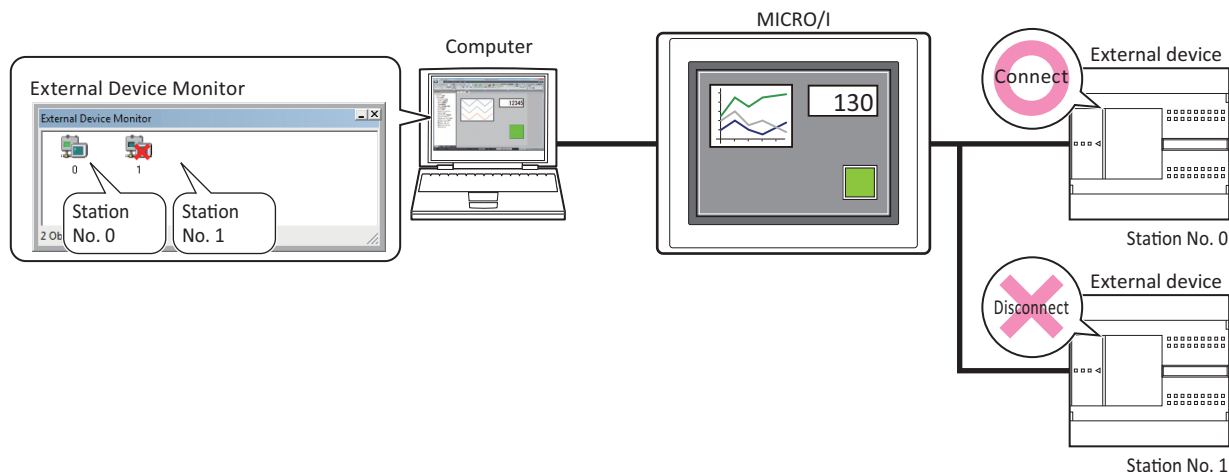 MICRO/I
Computer
External device
Connect
External Device Monitor
External Device Monitor
12345
130
0
1
Station
No. 0
Station
No. 1
2 Ob
Station No. 0
External device
Disconnect
Station No. 1